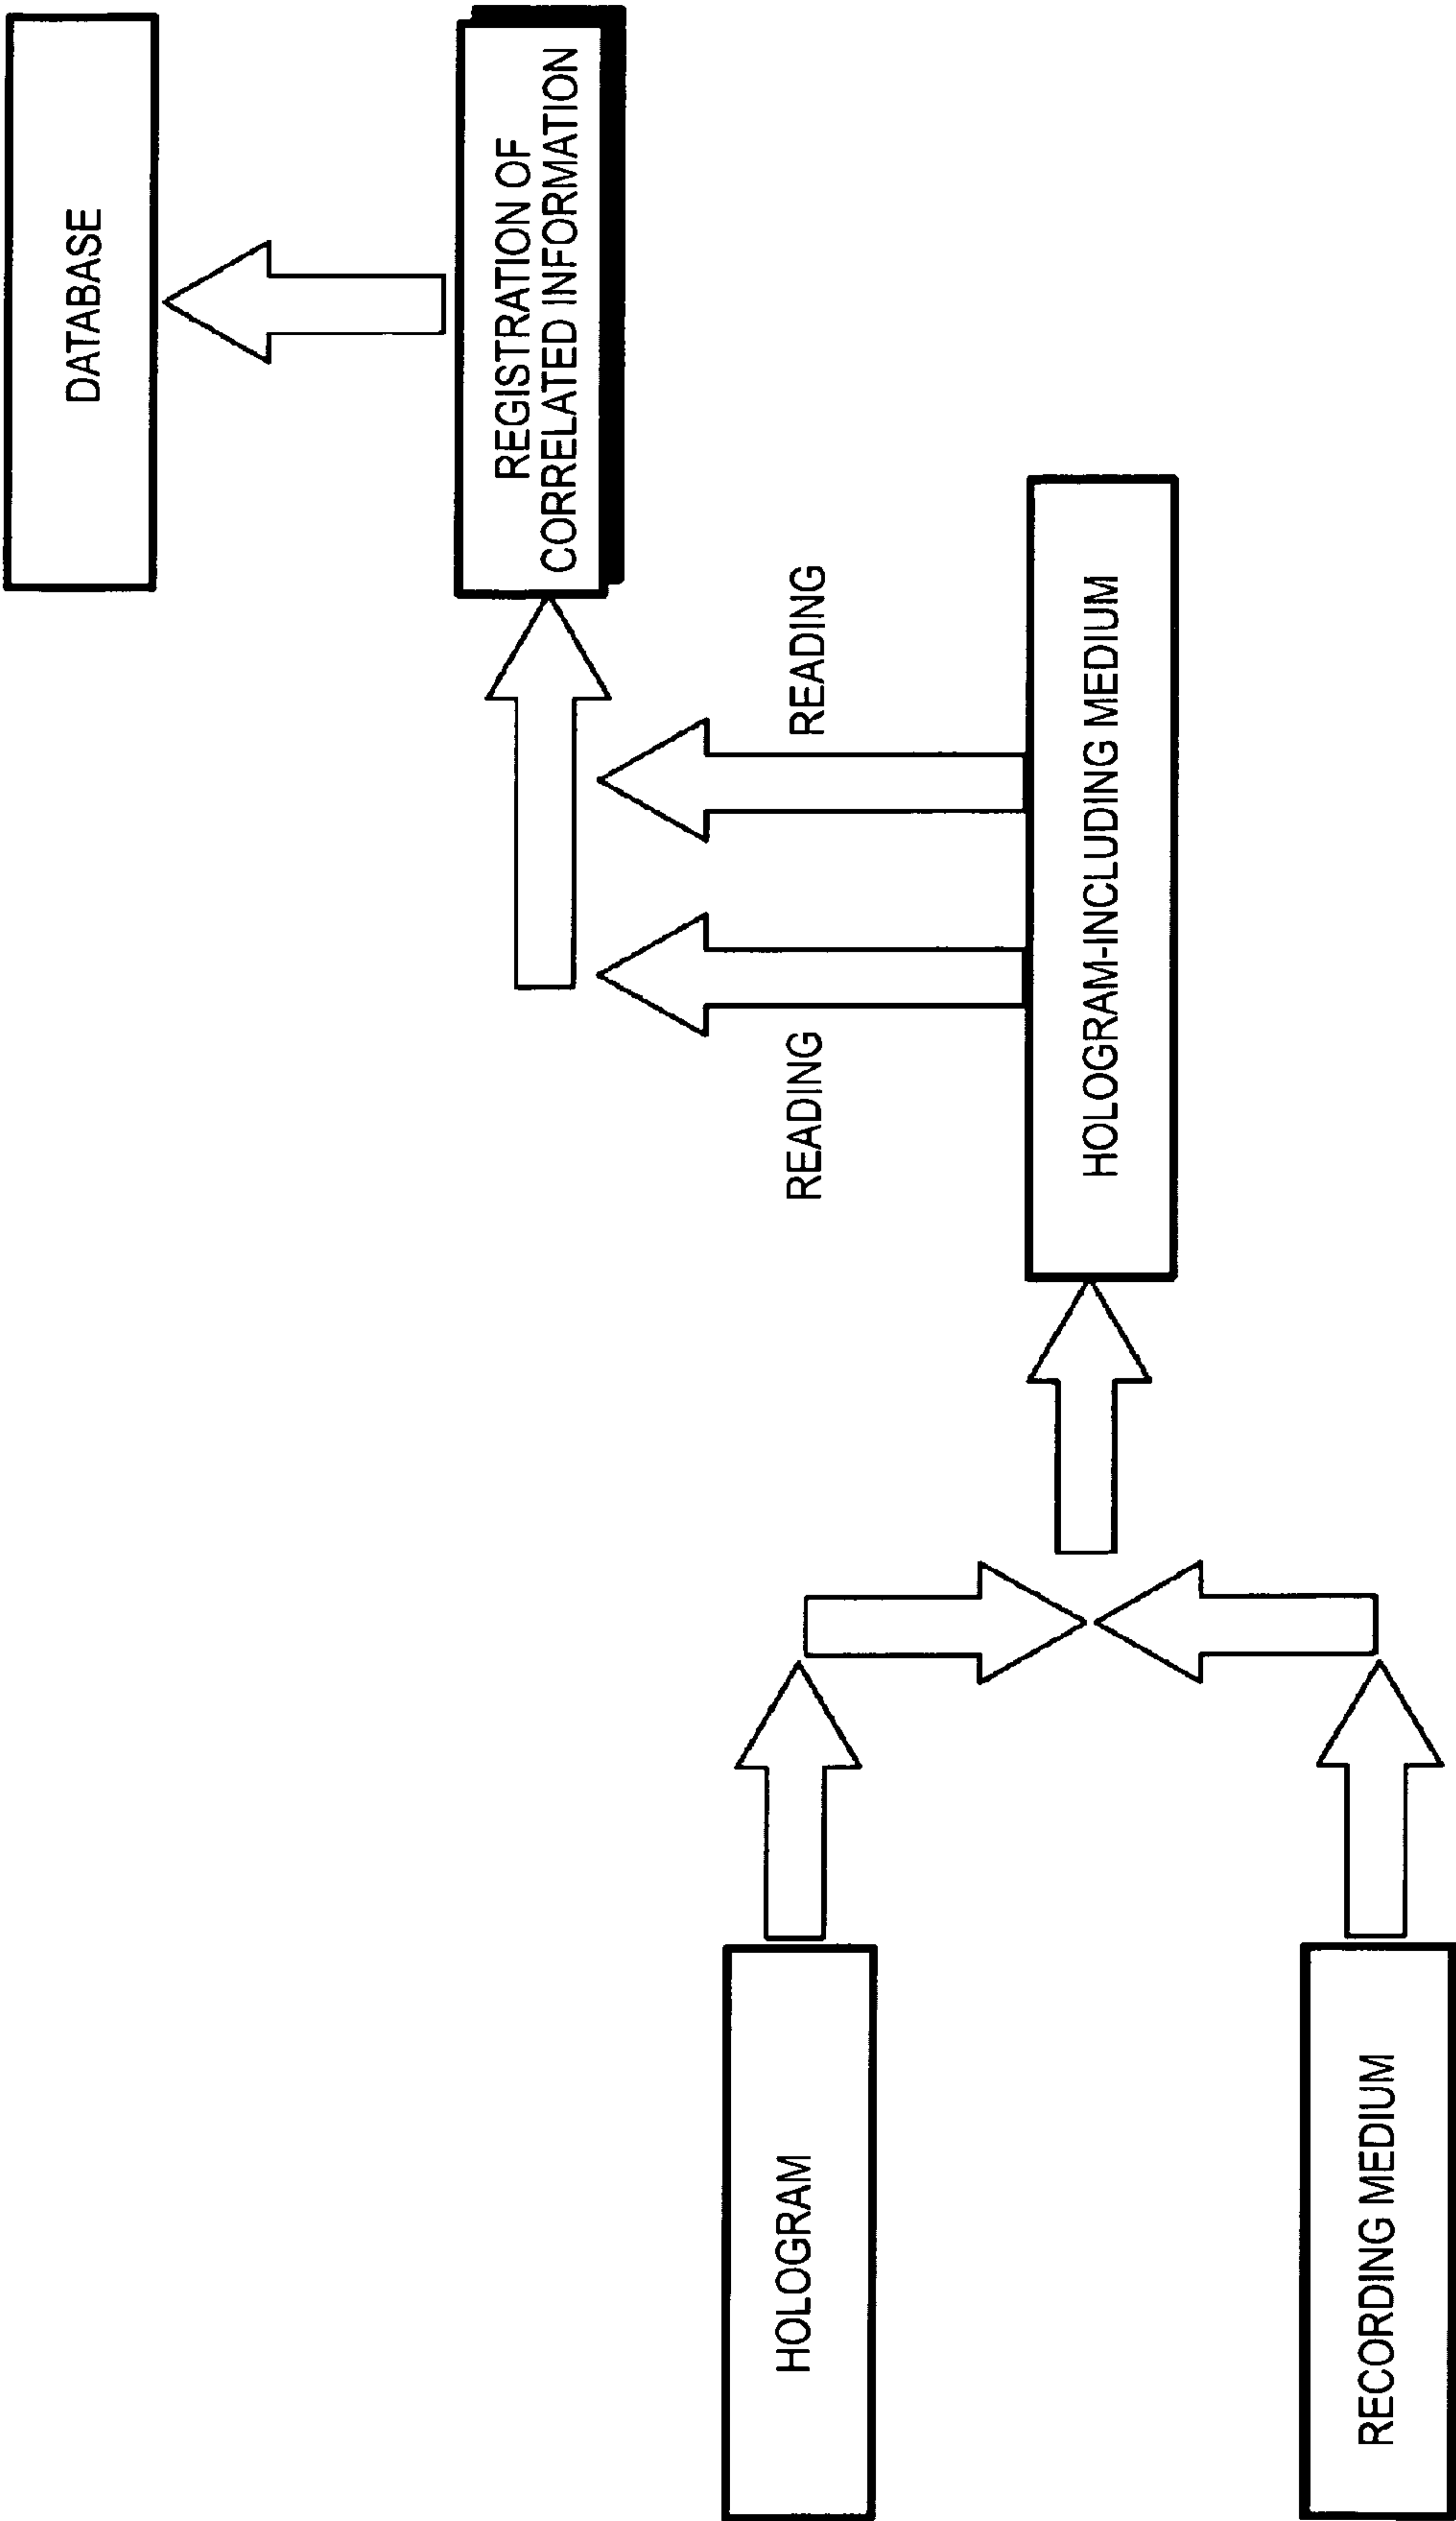 DATABASE
REGISTRATION OF
CORRELATED INFORMATION
HOLOGRAM
READING
READING
HOLOGRAM-INCLUDING MEDIUM
RECORDING MEDIUM